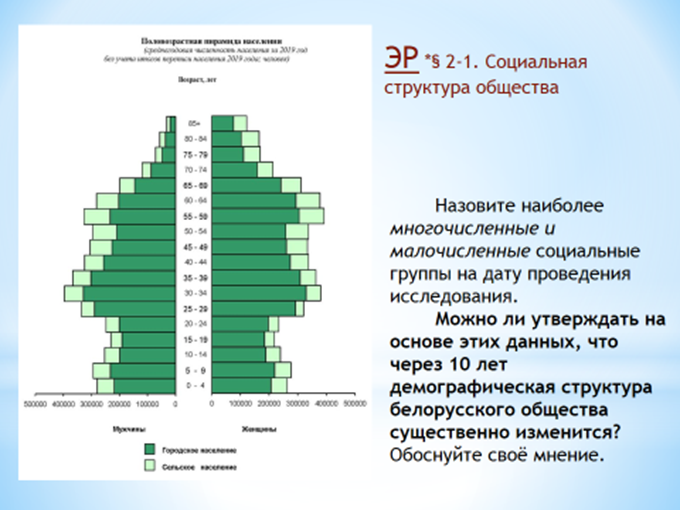 Половозрастная пирамида населения
(среднегодовая численность населения за 2019 год
без учета итогов переписи населения 2019 года; человек)
Возраст, лет
85+
80 - 84
75 - 79
70 - 74
65 - 69
60 - 64
55 - 59
50 - 54
45 - 49
40 - 44
35 - 39
30 - 34
25 - 29
20 - 24
15 - 19
10 - 14
5 - 9
0 - 4
500000 400000 300000 200000 100000 0
0 100000 200000 300000 400000 500000
Мужчины
Женщины
Городское население
Сельское население
ЭР *§ 2-1. Социальная
структура общества
Назовите наиболее
многочисленные и
малочисленные социальные
группы на дату проведения
исследования.
Можно ли утверждать на
основе этих данных, что
через 10 лет
демографическая структура
белорусского общества
существенно изменится?
Обоснуйте своё мнение.